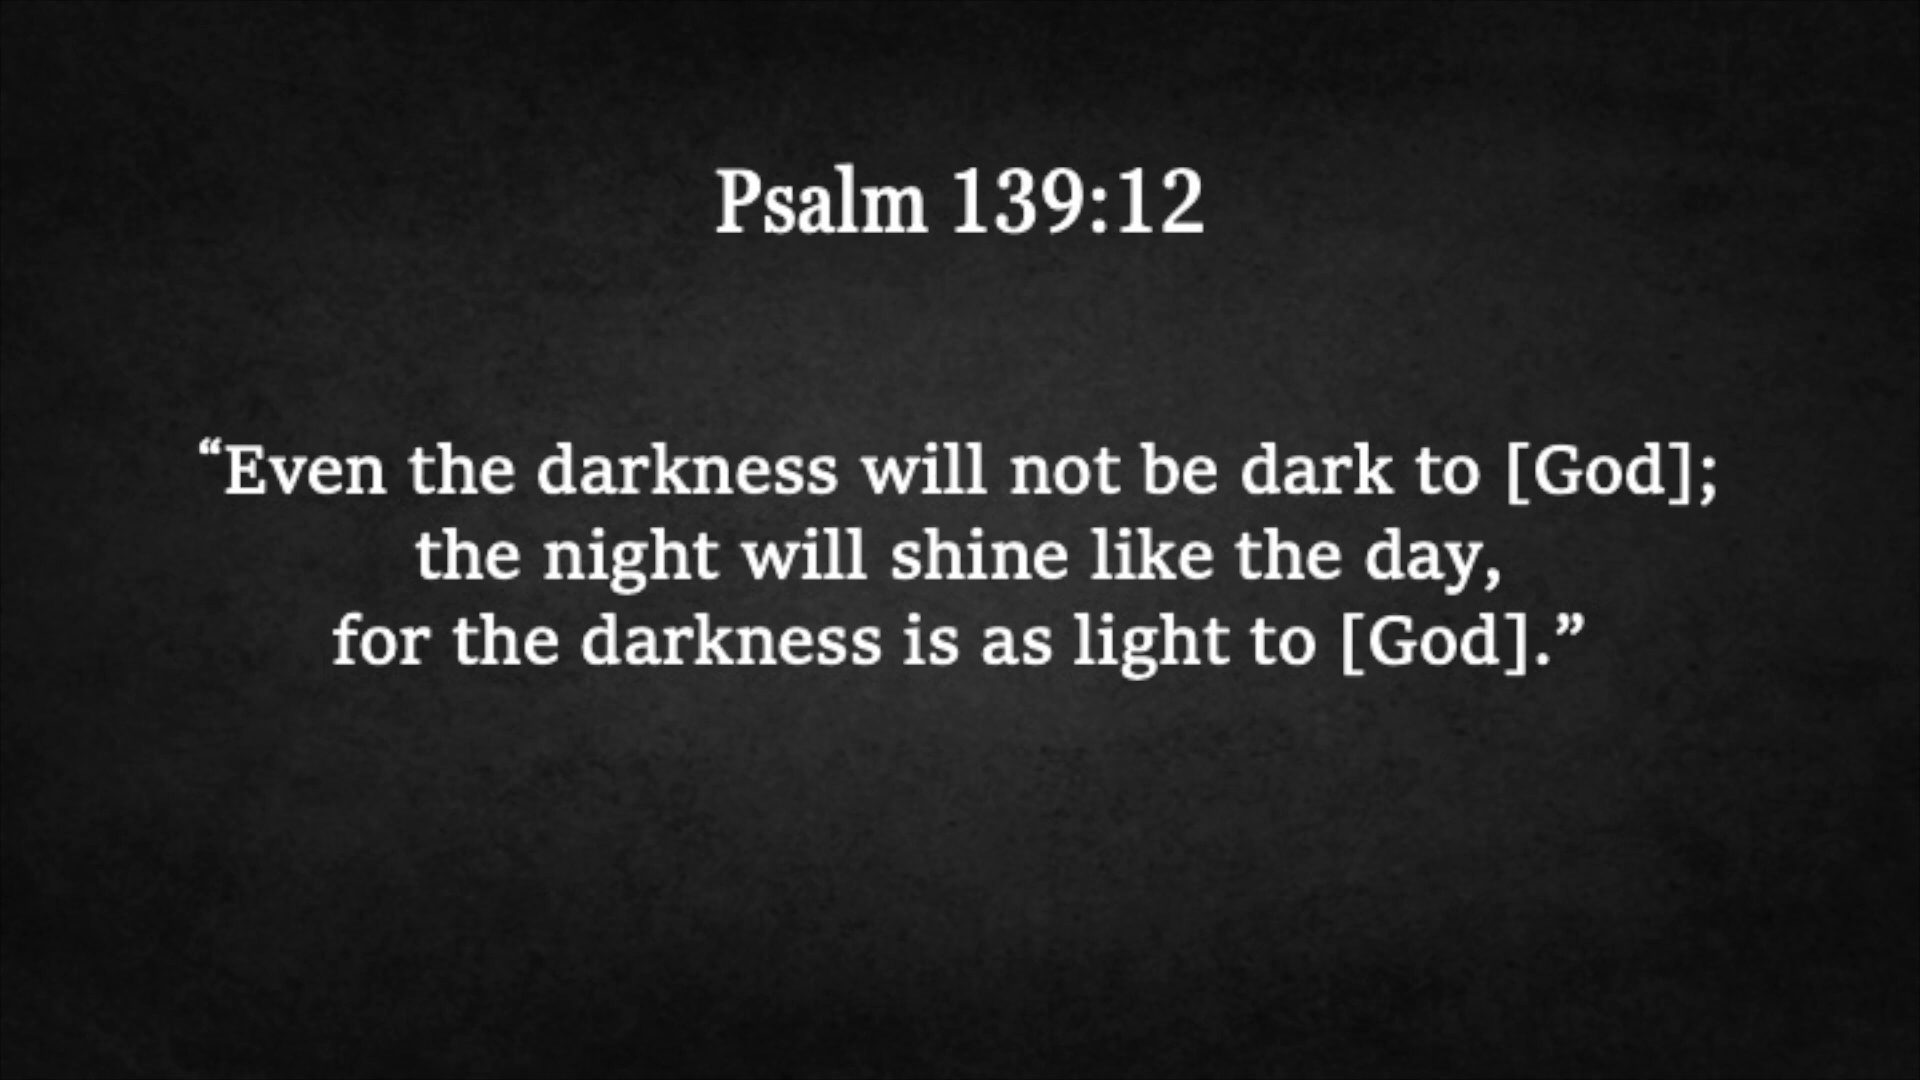 Psalm 139:12
“Even the darkness will not be dark to [God];
the night will shine like the day,
for the darkness is as light to [God].”